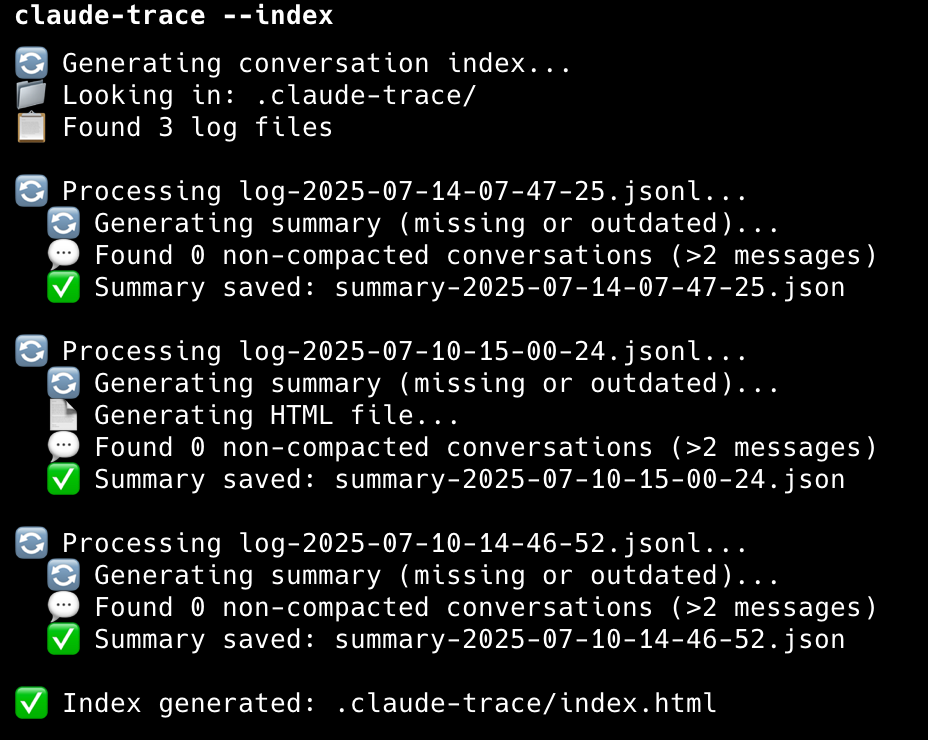 claude-trace --index
🔄 Generating conversation index...
📁 Looking in: .claude-trace/
📋 Found 3 log files
🔄 Processing log-2025-07-14-07-47-25.jsonl...
🔄 Generating summary (missing or outdated)...
💬 Found 0 non-compacted conversations (>2 messages)
✅ Summary saved: summary-2025-07-14-07-47-25.json
🔄 Processing log-2025-07-10-15-00-24.jsonl...
🔄 Generating summary (missing or outdated)...
📄 Generating HTML file...
💬 Found 0 non-compacted conversations (>2 messages)
✅ Summary saved: summary-2025-07-10-15-00-24.json
🔄 Processing log-2025-07-10-14-46-52.jsonl...
🔄 Generating summary (missing or outdated)...
💬 Found 0 non-compacted conversations (>2 messages)
✅ Summary saved: summary-2025-07-10-14-46-52.json
✅ Index generated: .claude-trace/index.html